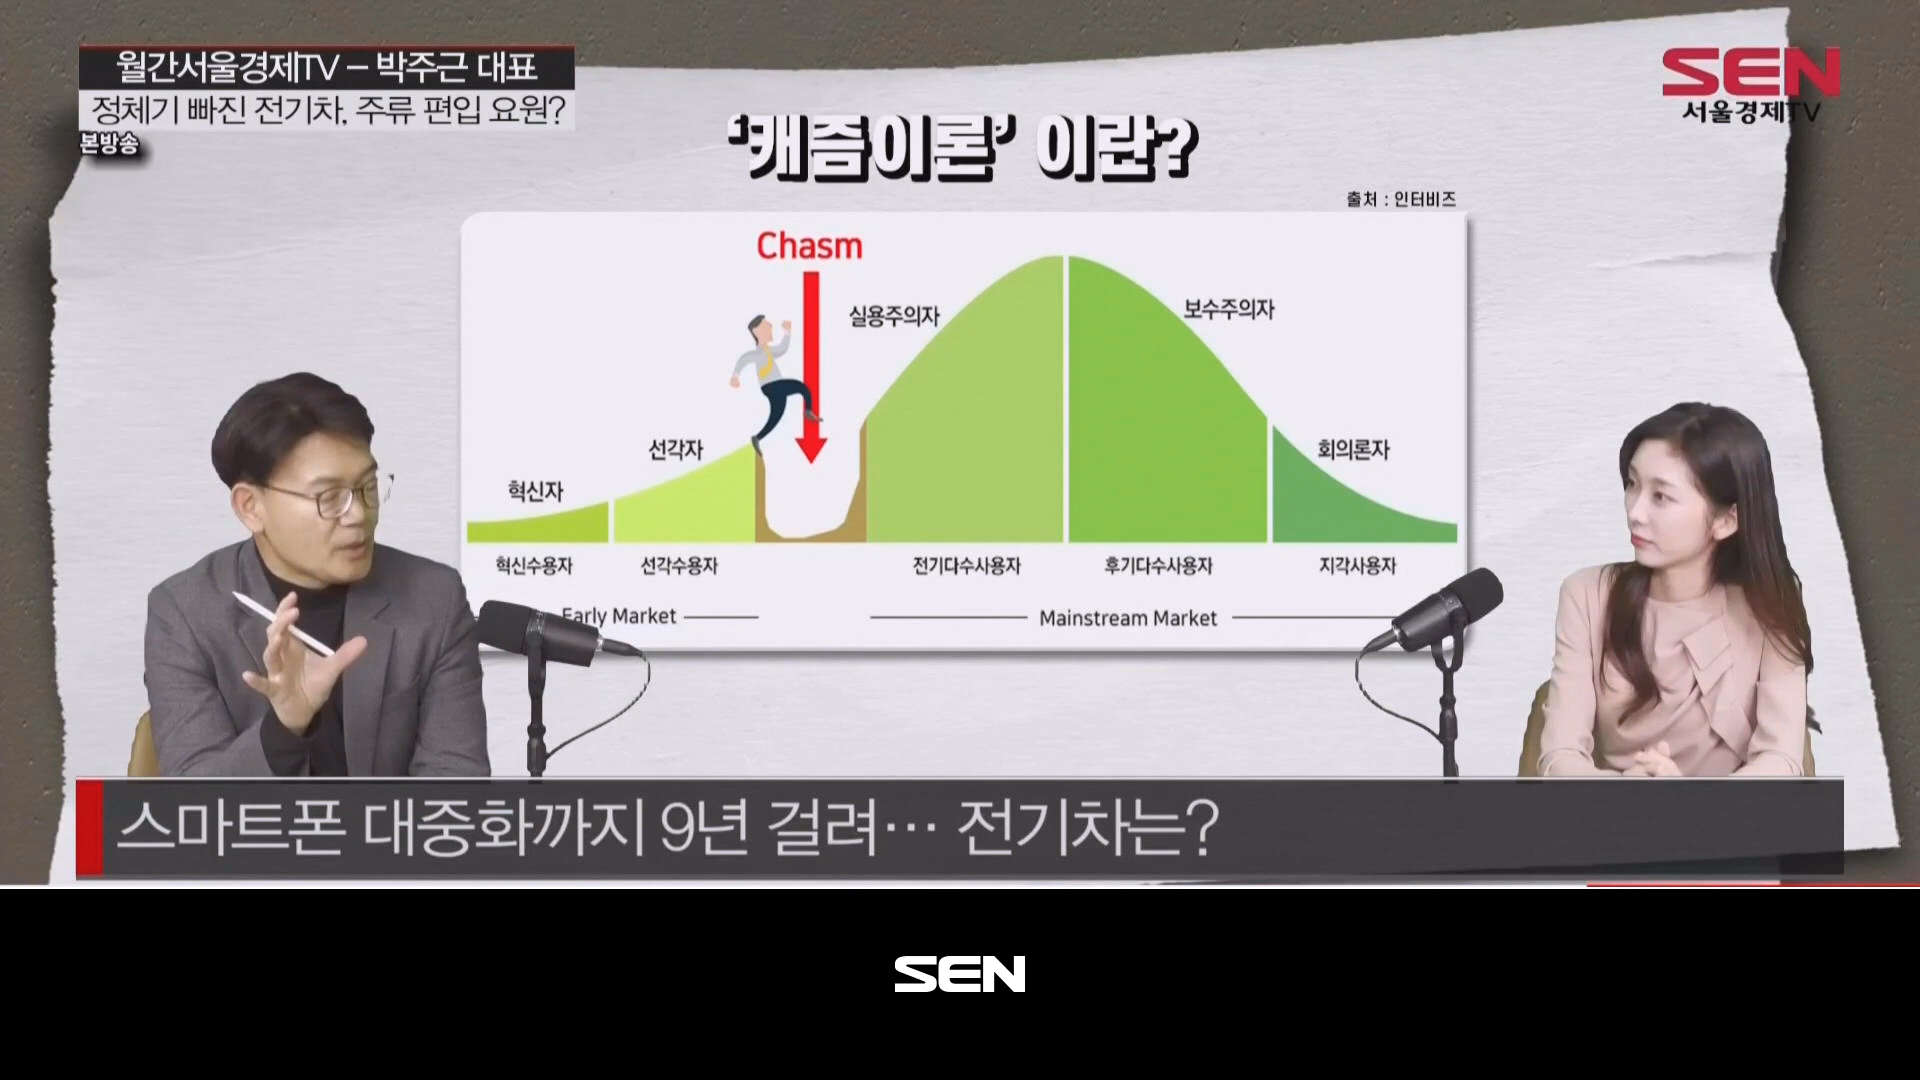 월간서울경제TV – 박주근 대표
정체기 빠진 전기차, 주류 편입 요원?
본방송
SEN
서울경제TV
‘캐즘이론’ 이란?
출처 : 인터비즈
Chasm
실용주의자
보수주의자
선각자
회의론자
혁신자
혁신수용자
선각수용자
전기다수사용자
후기다수사용자
지각사용자
Early Market
Mainstream Market
스마트폰 대중화까지 9년 걸려… 전기차는?
SEN